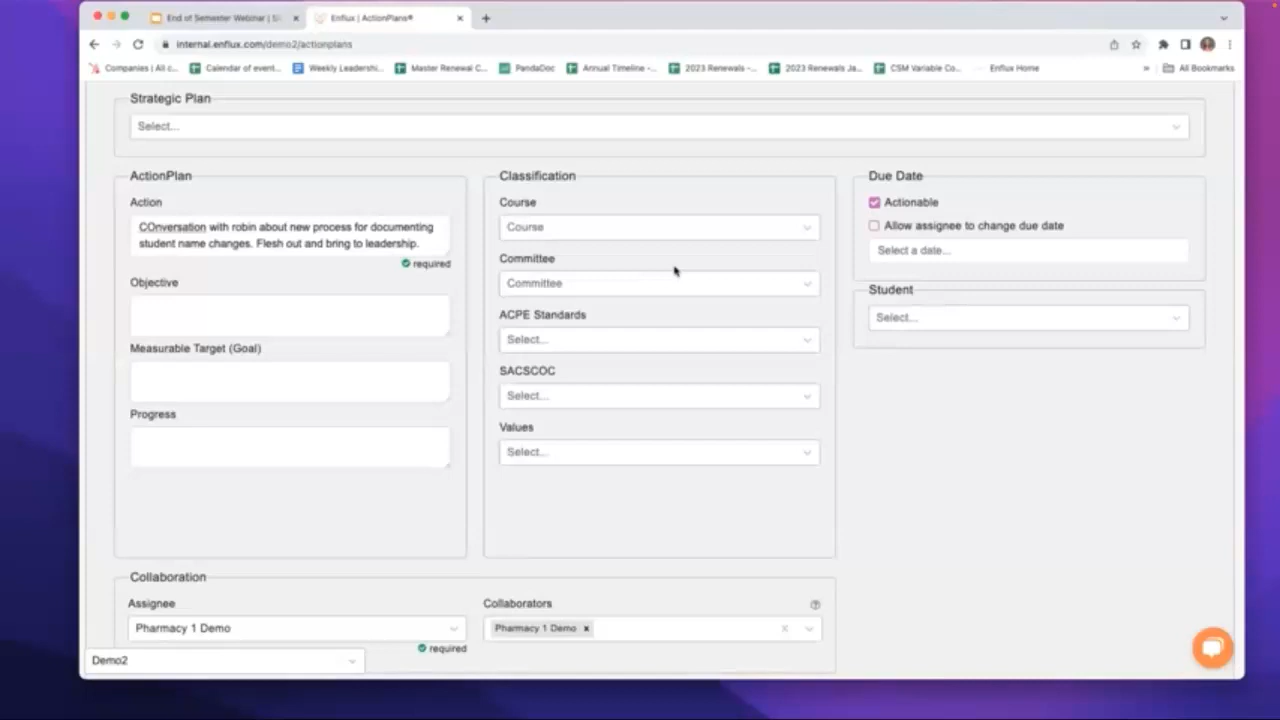 End of Semester Webinar |
Enflux | ActionPlans®
internal.enflux.com/demo2/actionplans
Companies | All c...
Calendar of event...
Weekly Leadershi...
Master Renewal C...
PandaDoc
Annual Timeline -...
2023 Renewals -...
2023 Renewals Ja...
CSM Variable Co...
Enflux Home
»
All Bookmarks
Strategic Plan
Select...
ActionPlan
Action
COnversation with robin about new process for documenting
student name changes. Flesh out and bring to leadership.
required
Objective
Measurable Target (Goal)
Progress
Classification
Course
Course
Committee
Committee
ACPE Standards
Select...
SACSCOC
Select...
Values
Select...
Due Date
Actionable
Allow assignee to change due date
Select a date...
Student
Select...
Collaboration
Assignee
Pharmacy 1 Demo
required
Collaborators
Pharmacy 1 Demo
Demo2